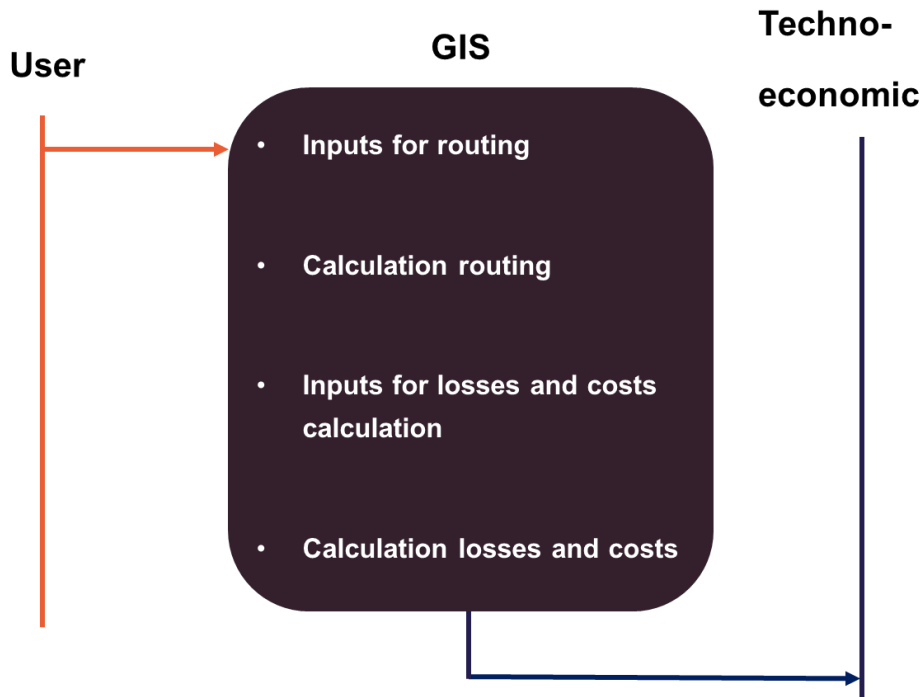 User
GIS
Techno-
economic
• Inputs for routing
• Calculation routing
• Inputs for losses and costs
calculation
• Calculation losses and costs